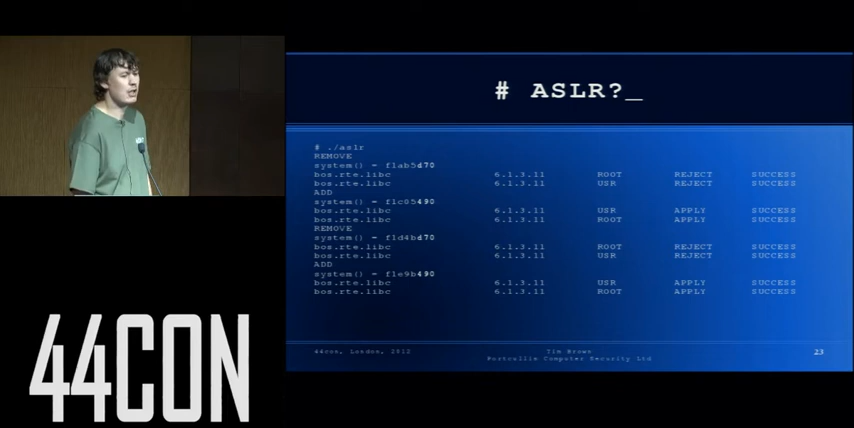 # ASLR?_
# ./aslr
REMOVE
system() = f1ab5d70
bos.rte.libc 6.1.3.11 ROOT REJECT SUCCESS
bos.rte.libc 6.1.3.11 USR REJECT SUCCESS
ADD
system() = f1c05490
bos.rte.libc 6.1.3.11 USR APPLY SUCCESS
bos.rte.libc 6.1.3.11 ROOT APPLY SUCCESS
REMOVE
system() = f1d4bd70
bos.rte.libc 6.1.3.11 ROOT REJECT SUCCESS
bos.rte.libc 6.1.3.11 USR REJECT SUCCESS
ADD
system() = f1e9b490
bos.rte.libc 6.1.3.11 USR APPLY SUCCESS
bos.rte.libc 6.1.3.11 ROOT APPLY SUCCESS
44con, London, 2012
Tim Brown
Portcullis Computer Security Ltd
23
44CON